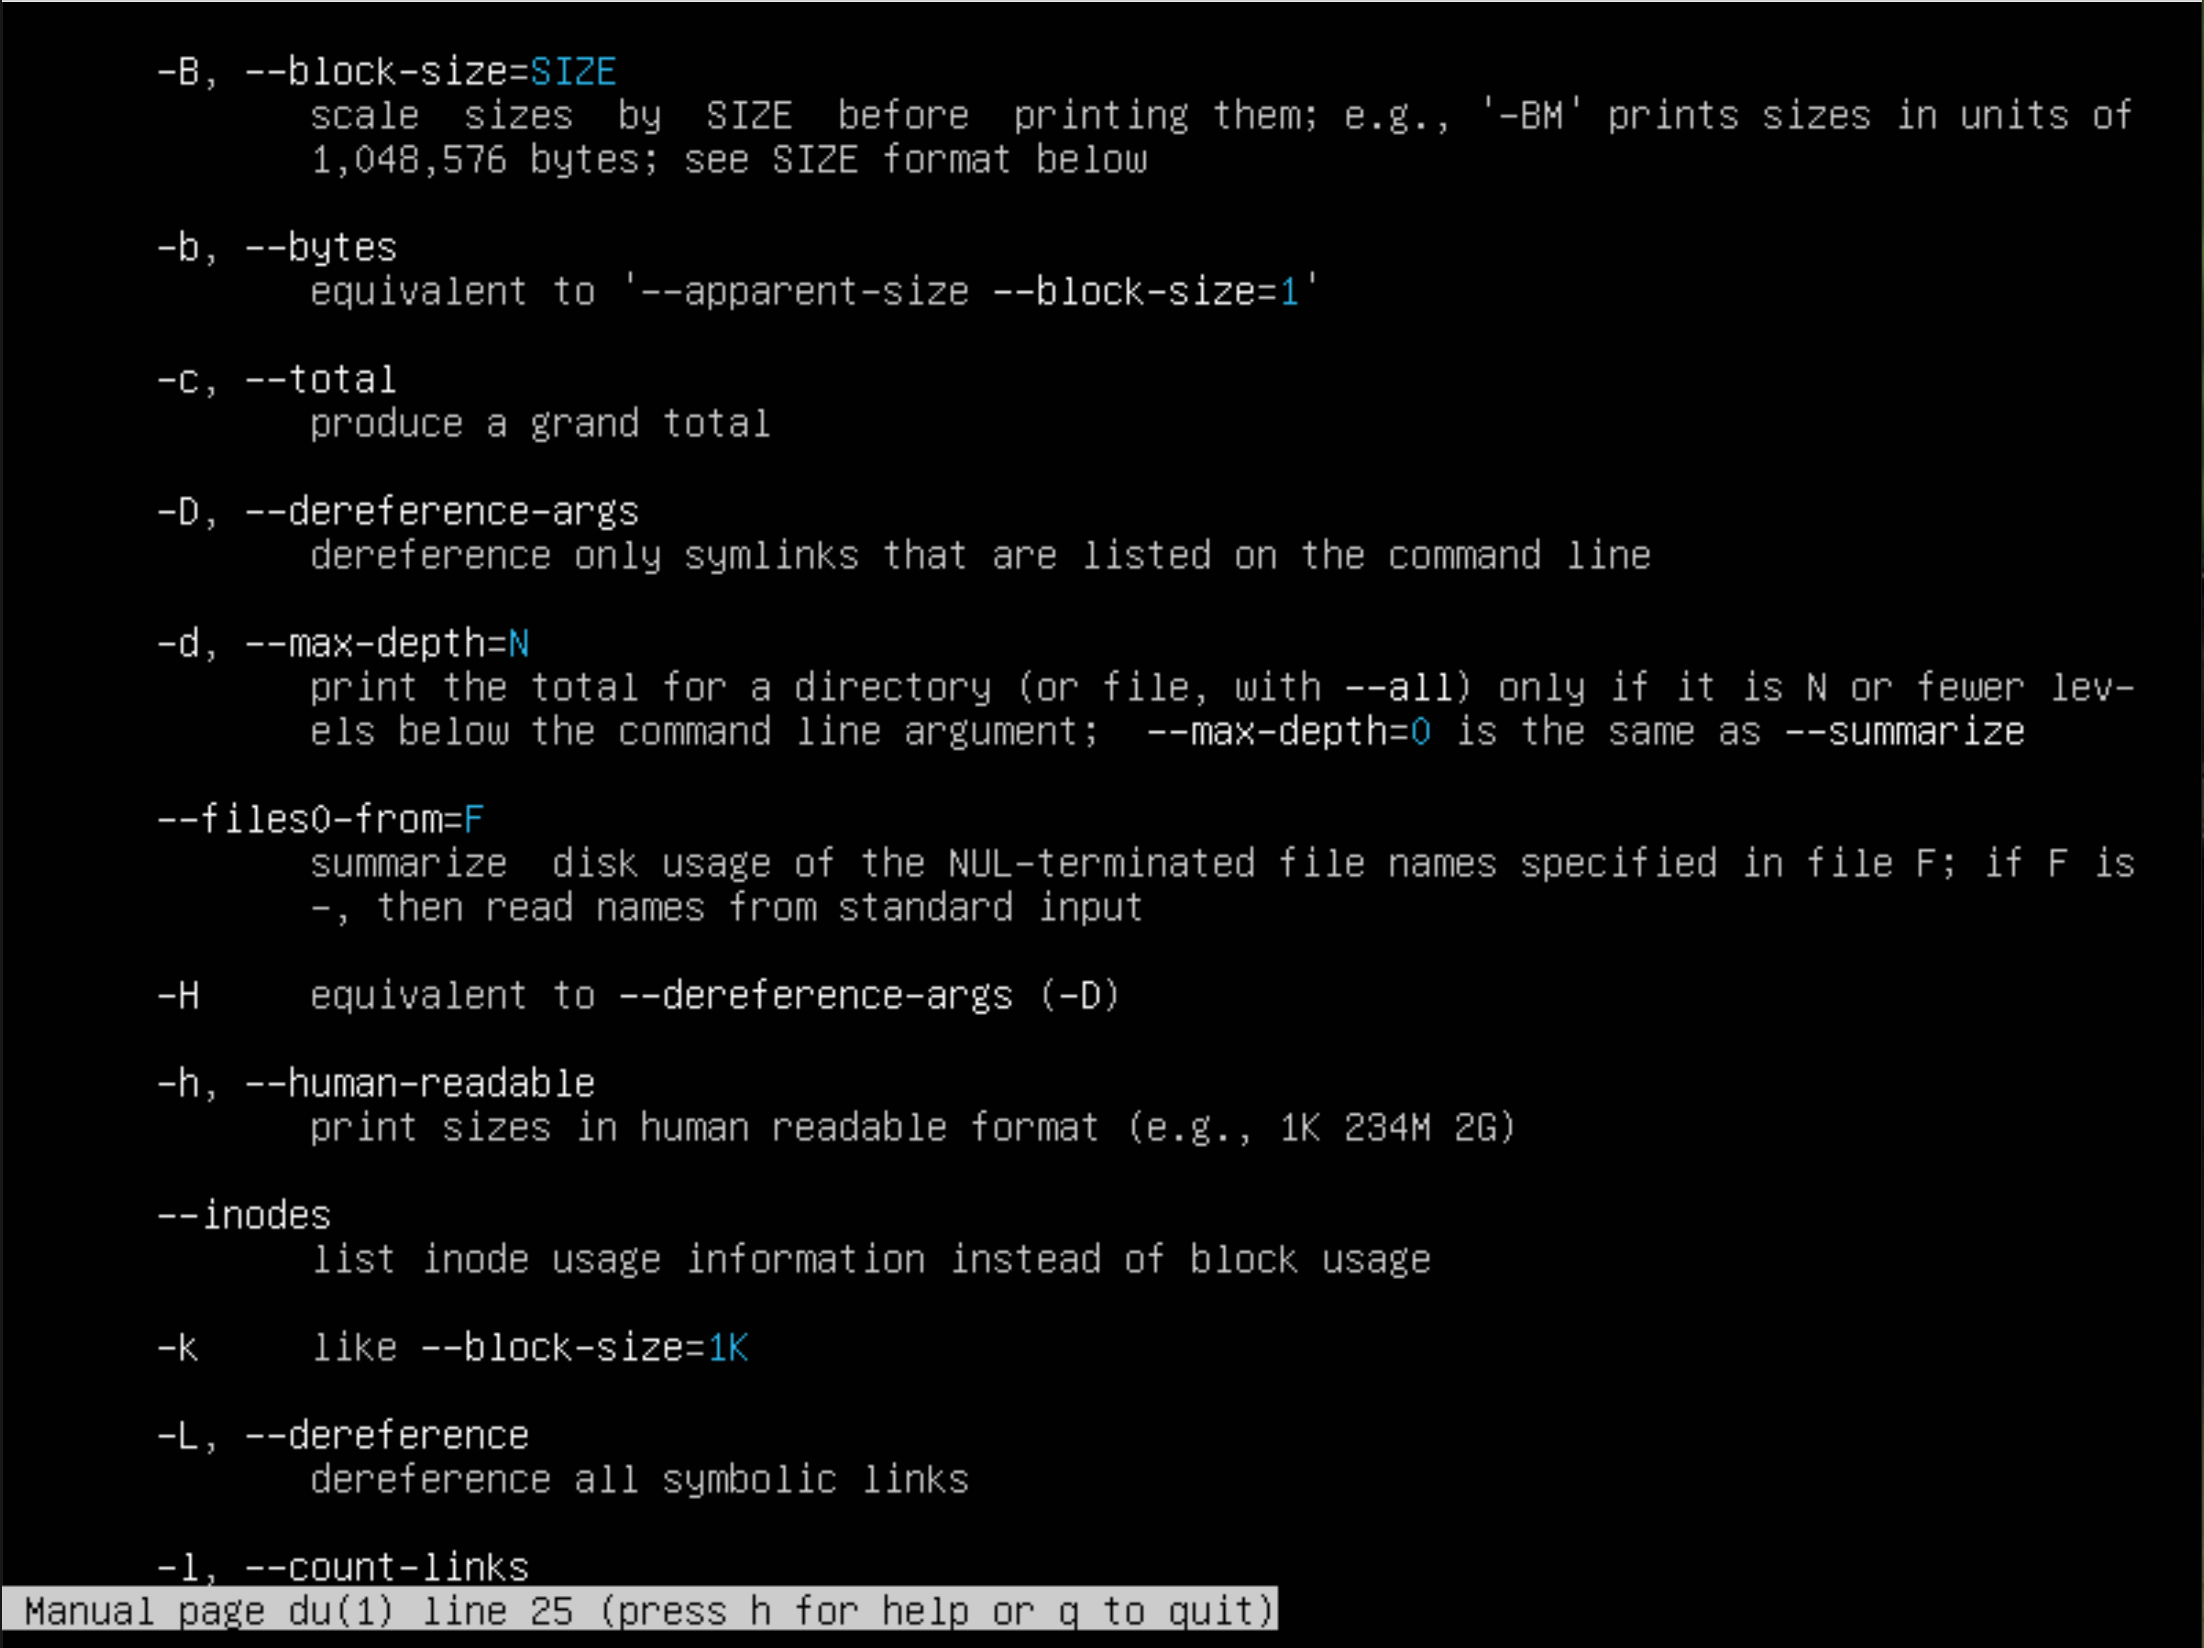 -B, --block-size=SIZE
scale  sizes  by  SIZE  before  printing them; e.g., '-BM' prints sizes in units of
1,048,576 bytes; see SIZE format below
-b, --bytes
equivalent to '--apparent-size --block-size=1'
-c, --total
produce a grand total
-D, --dereference-args
dereference only symlinks that are listed on the command line
-d, --max-depth=N
print the total for a directory (or file, with --all) only if it is N or fewer lev-
els below the command line argument;  --max-depth=0 is the same as --summarize
--files0-from=F
summarize  disk usage of the NUL-terminated file names specified in file F; if F is
-, then read names from standard input
-H     equivalent to --dereference-args (-D)
-h, --human-readable
print sizes in human readable format (e.g., 1K 234M 2G)
--inodes
list inode usage information instead of block usage
-k     like --block-size=1K
-L, --dereference
dereference all symbolic links
-l, --count-links
Manual page du(1) line 25 (press h for help or q to quit)